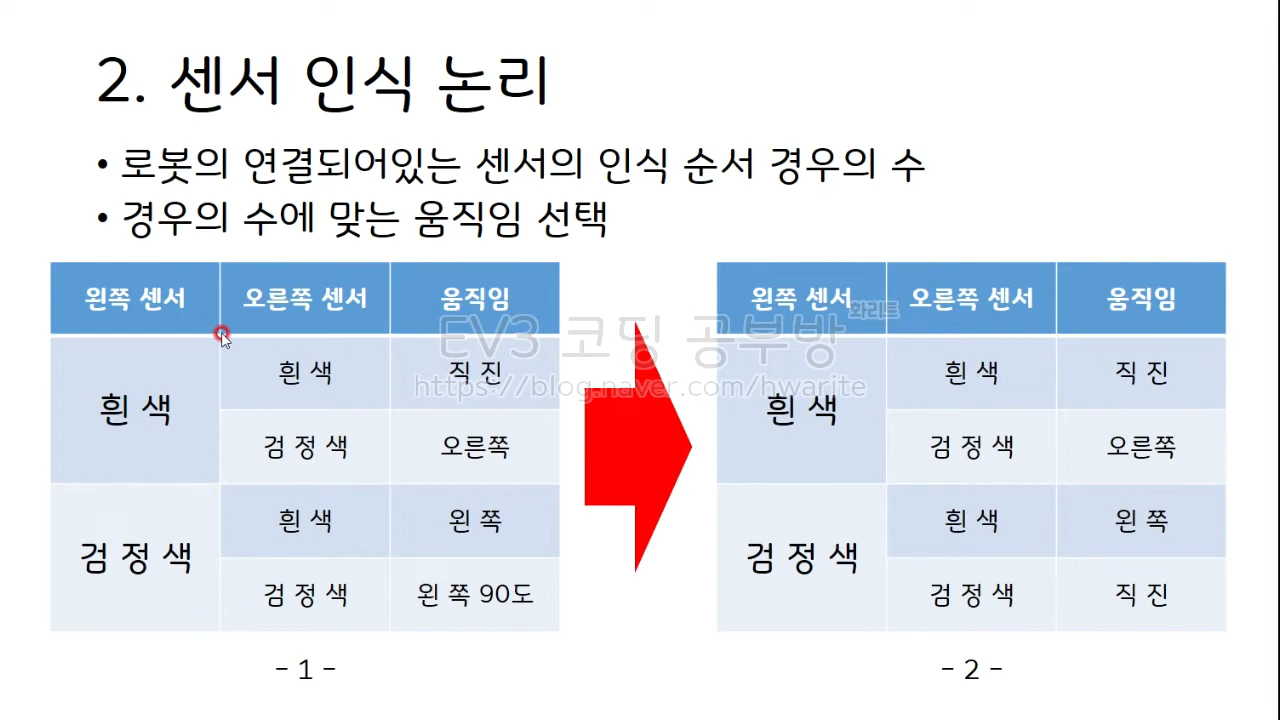 2. 센서 인식 논리
• 로봇의 연결되어있는 센서의 인식 순서 경우의 수
• 경우의 수에 맞는 움직임 선택
왼쪽 센서 오른쪽 센서 움직임
흰 색
흰 색 직 진
검 정 색 오른쪽
검 정 색
흰 색 왼 쪽
검 정 색 왼 쪽 90도
- 1 -
왼쪽 센서 오른쪽 센서 움직임
흰 색
흰 색 직 진
검 정 색 오른쪽
검 정 색
흰 색 왼 쪽
검 정 색 직 진
- 2 -
화리트
EV3 코딩 공부방
https://blog.naver.com/hwarite